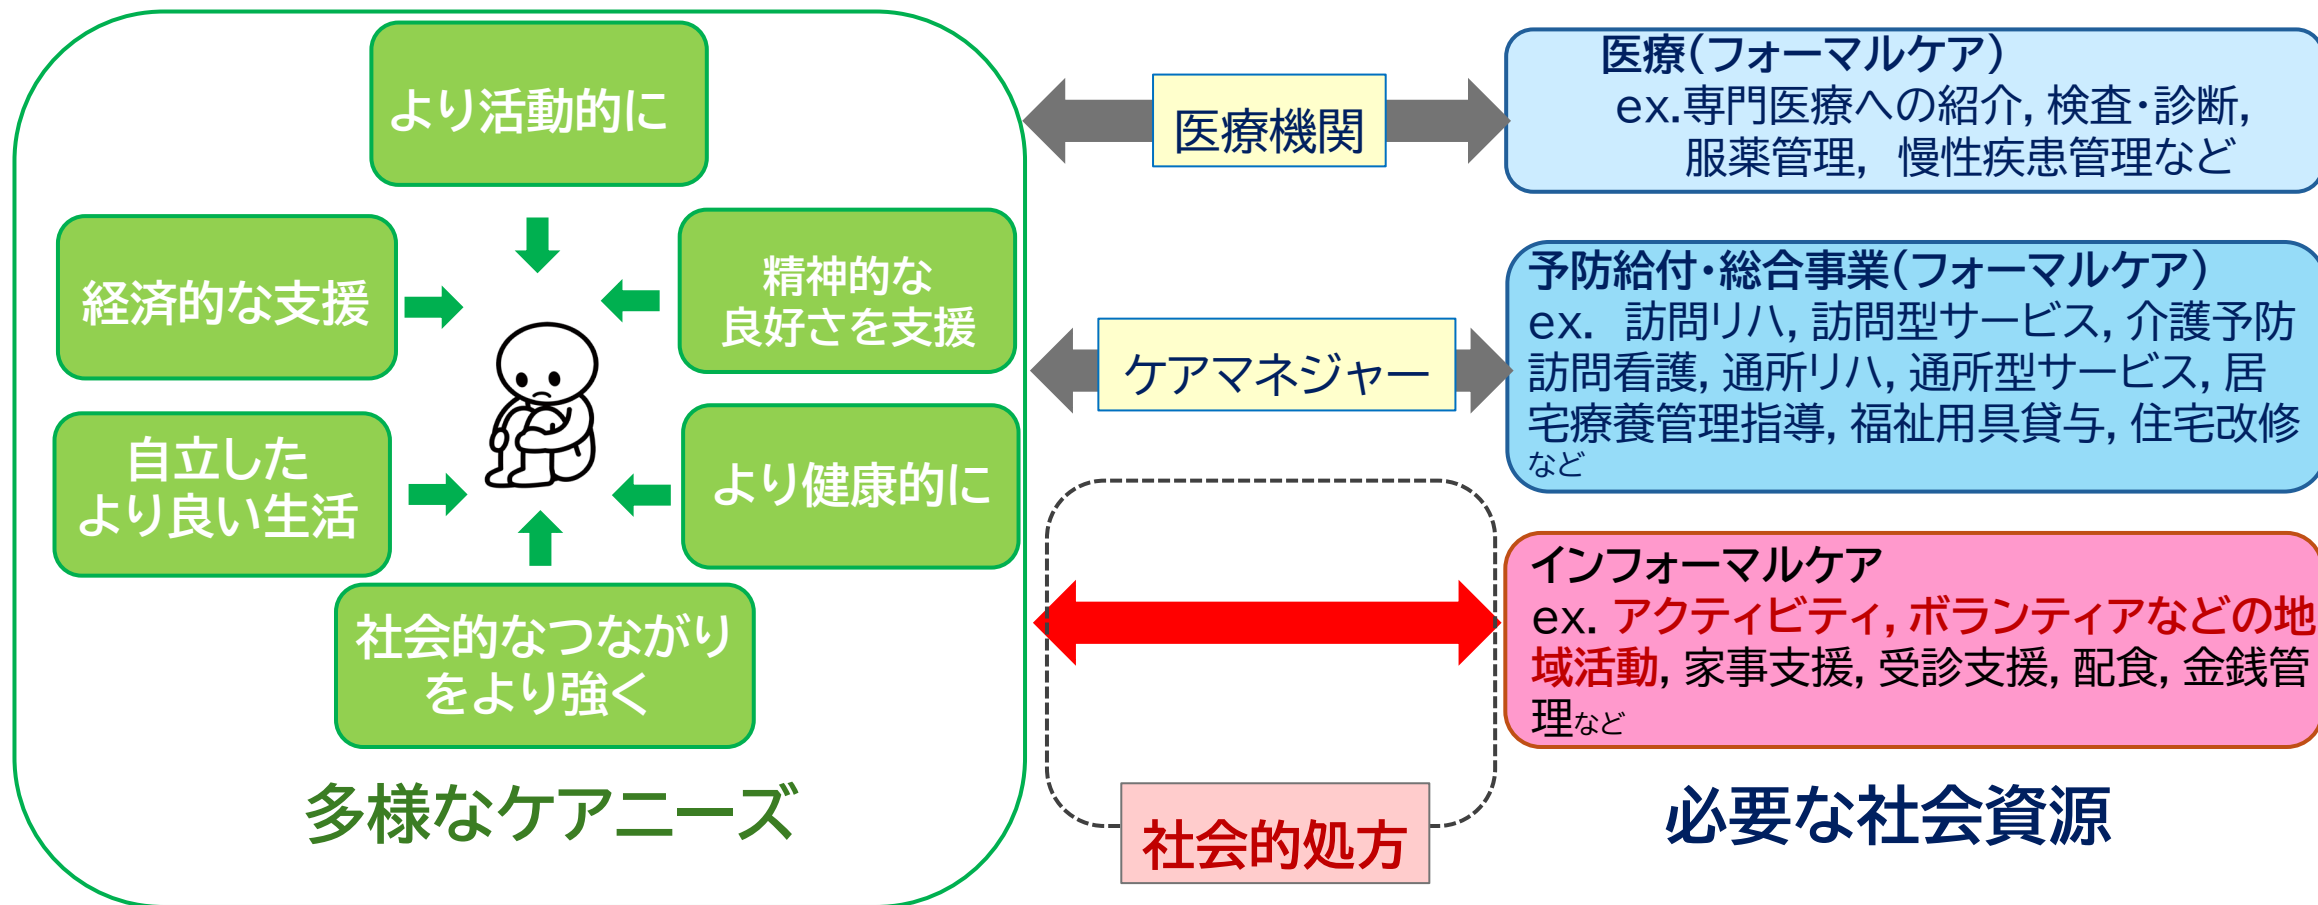 より活動的に
経済的な支援
精神的な
良好さを支援
自立した
より良い生活
より健康的に
社会的なつながり
をより強く
多様なケアニーズ
医療機関
ケアマネジャー
社会的処方
医療(フォーマルケア)
ex.専門医療への紹介, 検査・診断,
服薬管理, 慢性疾患管理など
予防給付・総合事業(フォーマルケア)
ex. 訪問リハ, 訪問型サービス, 介護予防
訪問看護, 通所リハ, 通所型サービス, 居
宅療養管理指導, 福祉用具貸与, 住宅改修
など
インフォーマルケア
ex. アクティビティ, ボランティアなどの地
域活動, 家事支援, 受診支援, 配食, 金銭管
理など
必要な社会資源